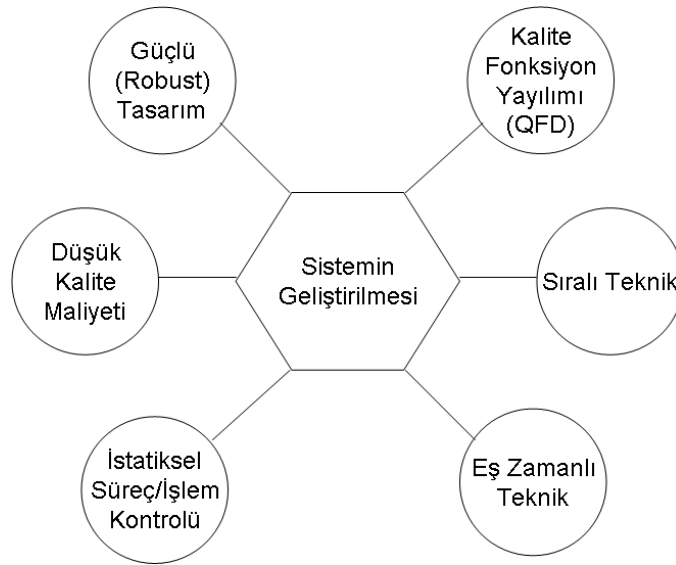 Güçlü
(Robust)
Tasarım
Kalite
Fonksiyon
Yayılımı
(QFD)
Düşük
Kalite
Maliyeti
Sistemin
Geliştirilmesi
Sıralı Teknik
İstatiksel
Süreç/İşlem
Kontrolü
Eş Zamanlı
Teknik